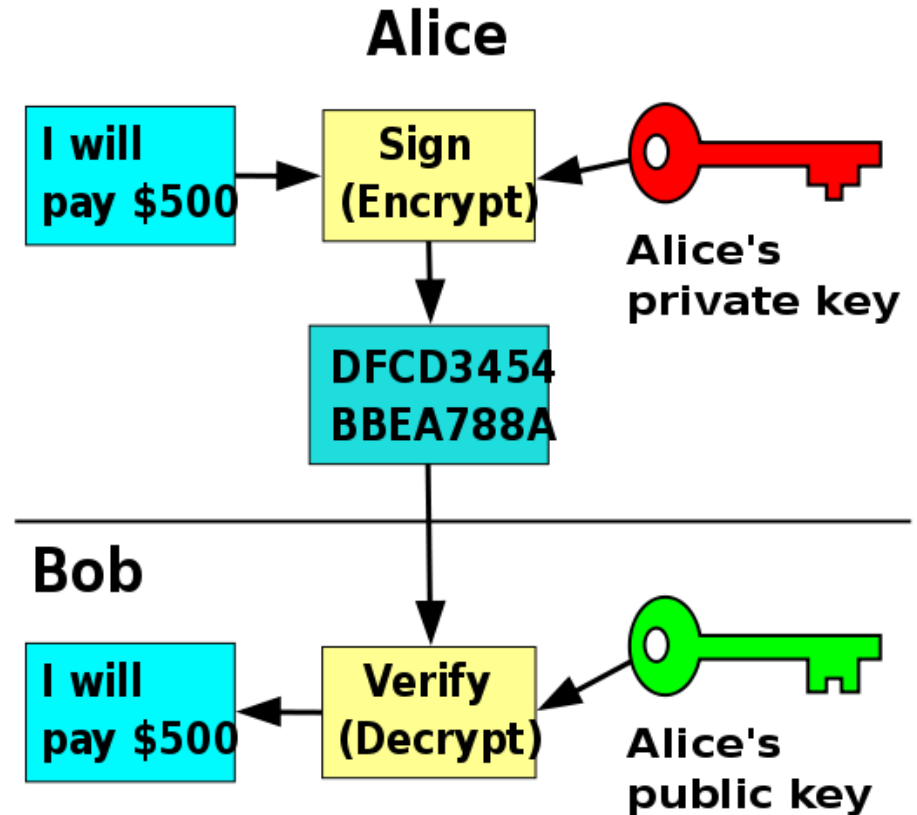 Alice
I will
pay $500
Sign
(Encrypt)
Alice's
private key
DFCD3454
BBEA788A
Bob
I will
pay $500
Verify
(Decrypt)
Alice's
public key